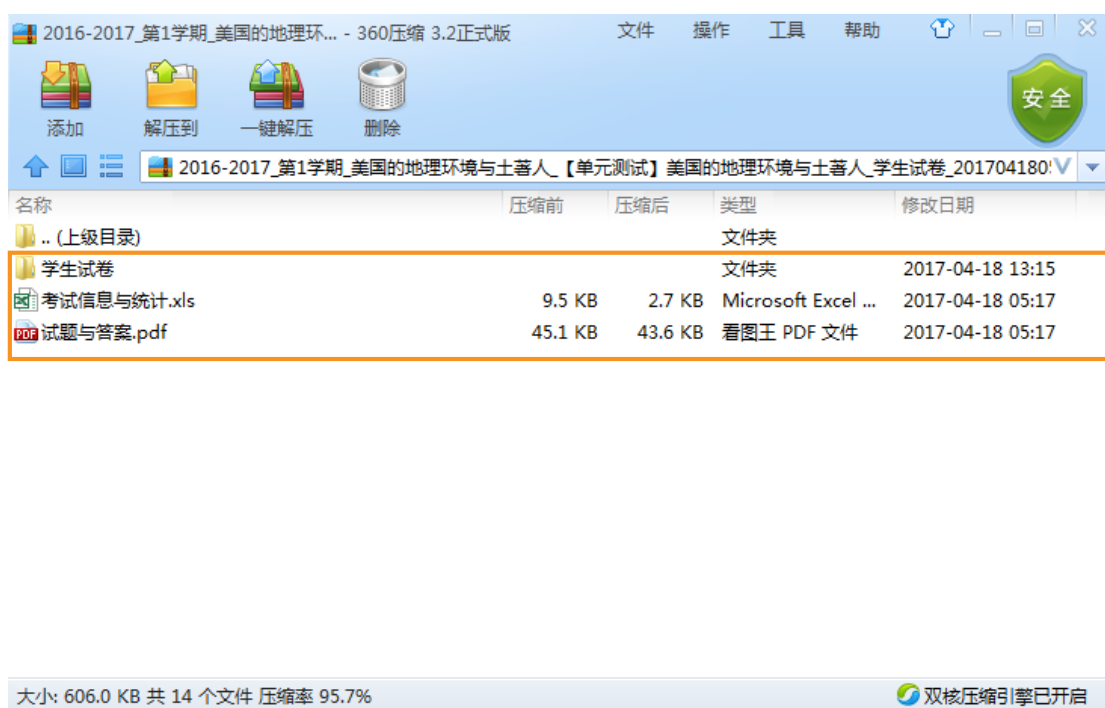 2016-2017_第1学期_美国的地理环... - 360压缩 3.2正式版 文件 操作 工具 帮助
添加 解压到 一键解压 删除 安全
2016-2017_第1学期_美国的地理环境与土著人_【单元测试】美国的地理环境与土著人_学生试卷_201704180
名称 压缩前 压缩后 类型 修改日期
.. (上级目录) 文件夹
学生试卷 文件夹 2017-04-18 13:15
考试信息与统计.xls 9.5 KB 2.7 KB Microsoft Excel ... 2017-04-18 05:17
PDF 试题与答案.pdf 45.1 KB 43.6 KB 看图王 PDF 文件 2017-04-18 05:17
大小: 606.0 KB 共 14 个文件 压缩率 95.7% 双核压缩引擎已开启